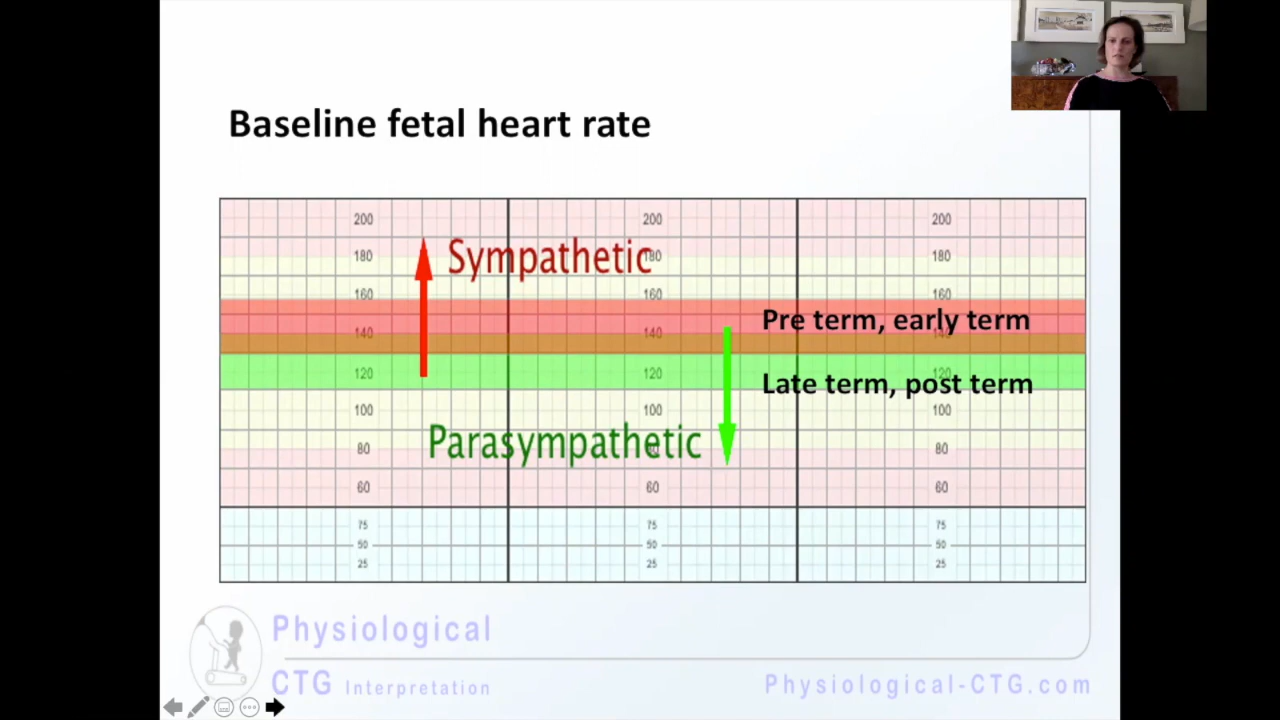 Baseline fetal heart rate
200 200 200
Sympathetic
180 180 180
160 160 160
Pre term, early term
140 140 140
120 120 120
Late term, post term
100 100 100
Parasympathetic
80 80
60 60 60
75 75 75
50 50 50
25 25 25
Physiological
CTG Interpretation
Physiological-CTG.com